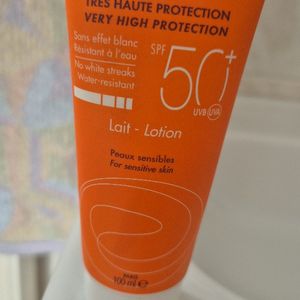 TRÈS HAUTE PROTECTION
VERY HIGH PROTECTION
Sans effet blanc
Résistant à l'eau
No white streaks
Water-resistant
SPF
50+
UVB UVA
Lait - Lotion
Peaux sensibles
For sensitive skin
PARIS
100 ml e